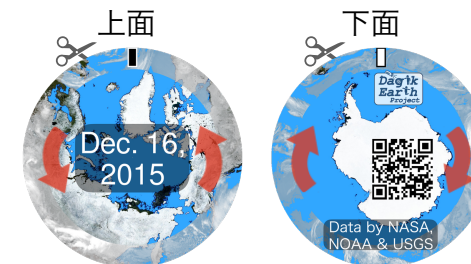 上面
下面
Dagik
Earth
Project
Dec. 16,
2015
Data by NASA,
NOAA & USGS